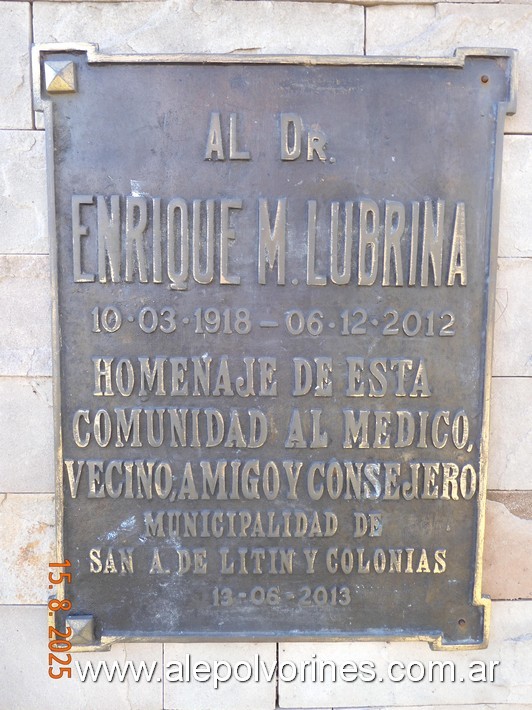 AL DR.
ENRIQUE M. LUBRINA
10·03·1918 – 06·12·2012
HOMENAJE DE ESTA
COMUNIDAD AL MEDICO,
VECINO, AMIGO Y CONSEJERO
MUNICIPALIDAD DE
SAN A. DE LITIN Y COLONIAS
13-06-2013
15.8.2025
www.alepolvorines.com.ar